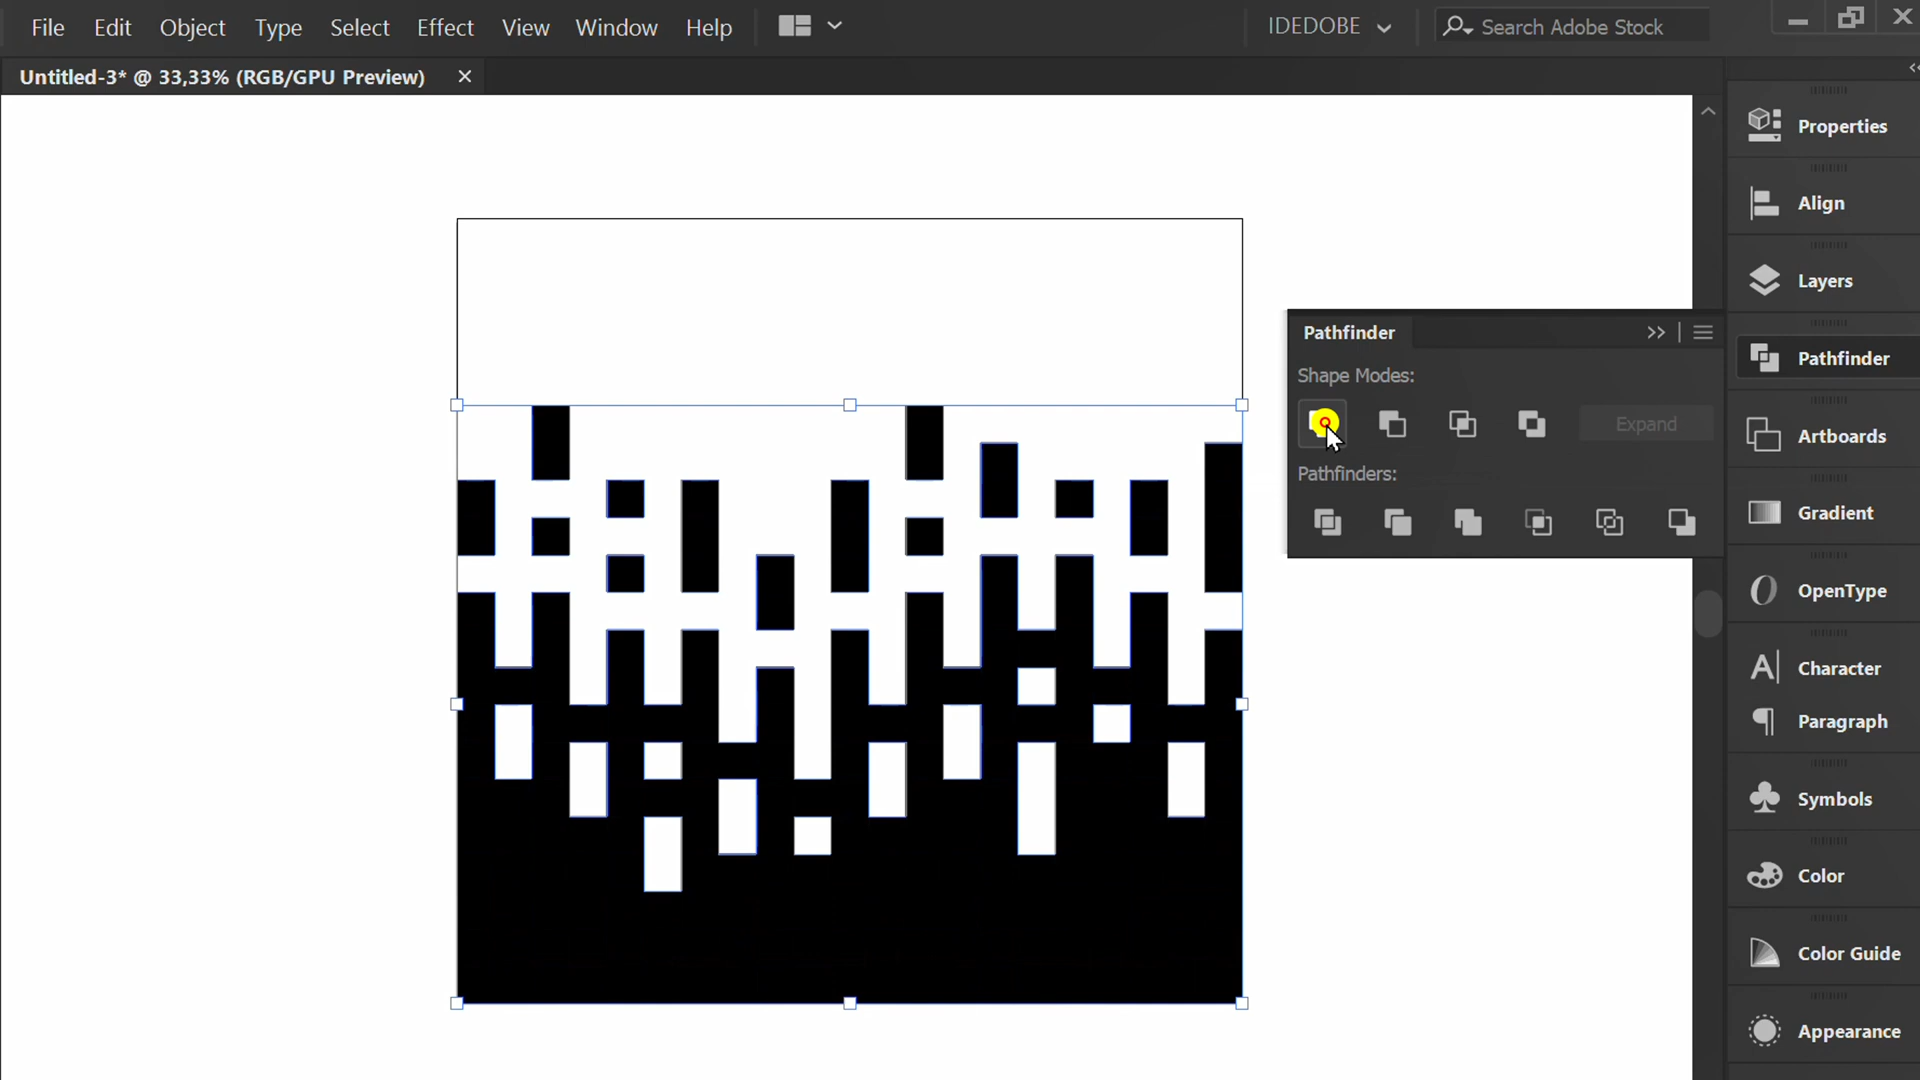 File Edit Object Type Select Effect View Window Help IDEDOBE Search Adobe Stock
Untitled-3* @ 33,33% (RGB/GPU Preview)
Properties
Align
Layers
Pathfinder
Shape Modes:
Expand
Pathfinders:
Pathfinder
Artboards
Gradient
OpenType
Character
Paragraph
Symbols
Color
Color Guide
Appearance